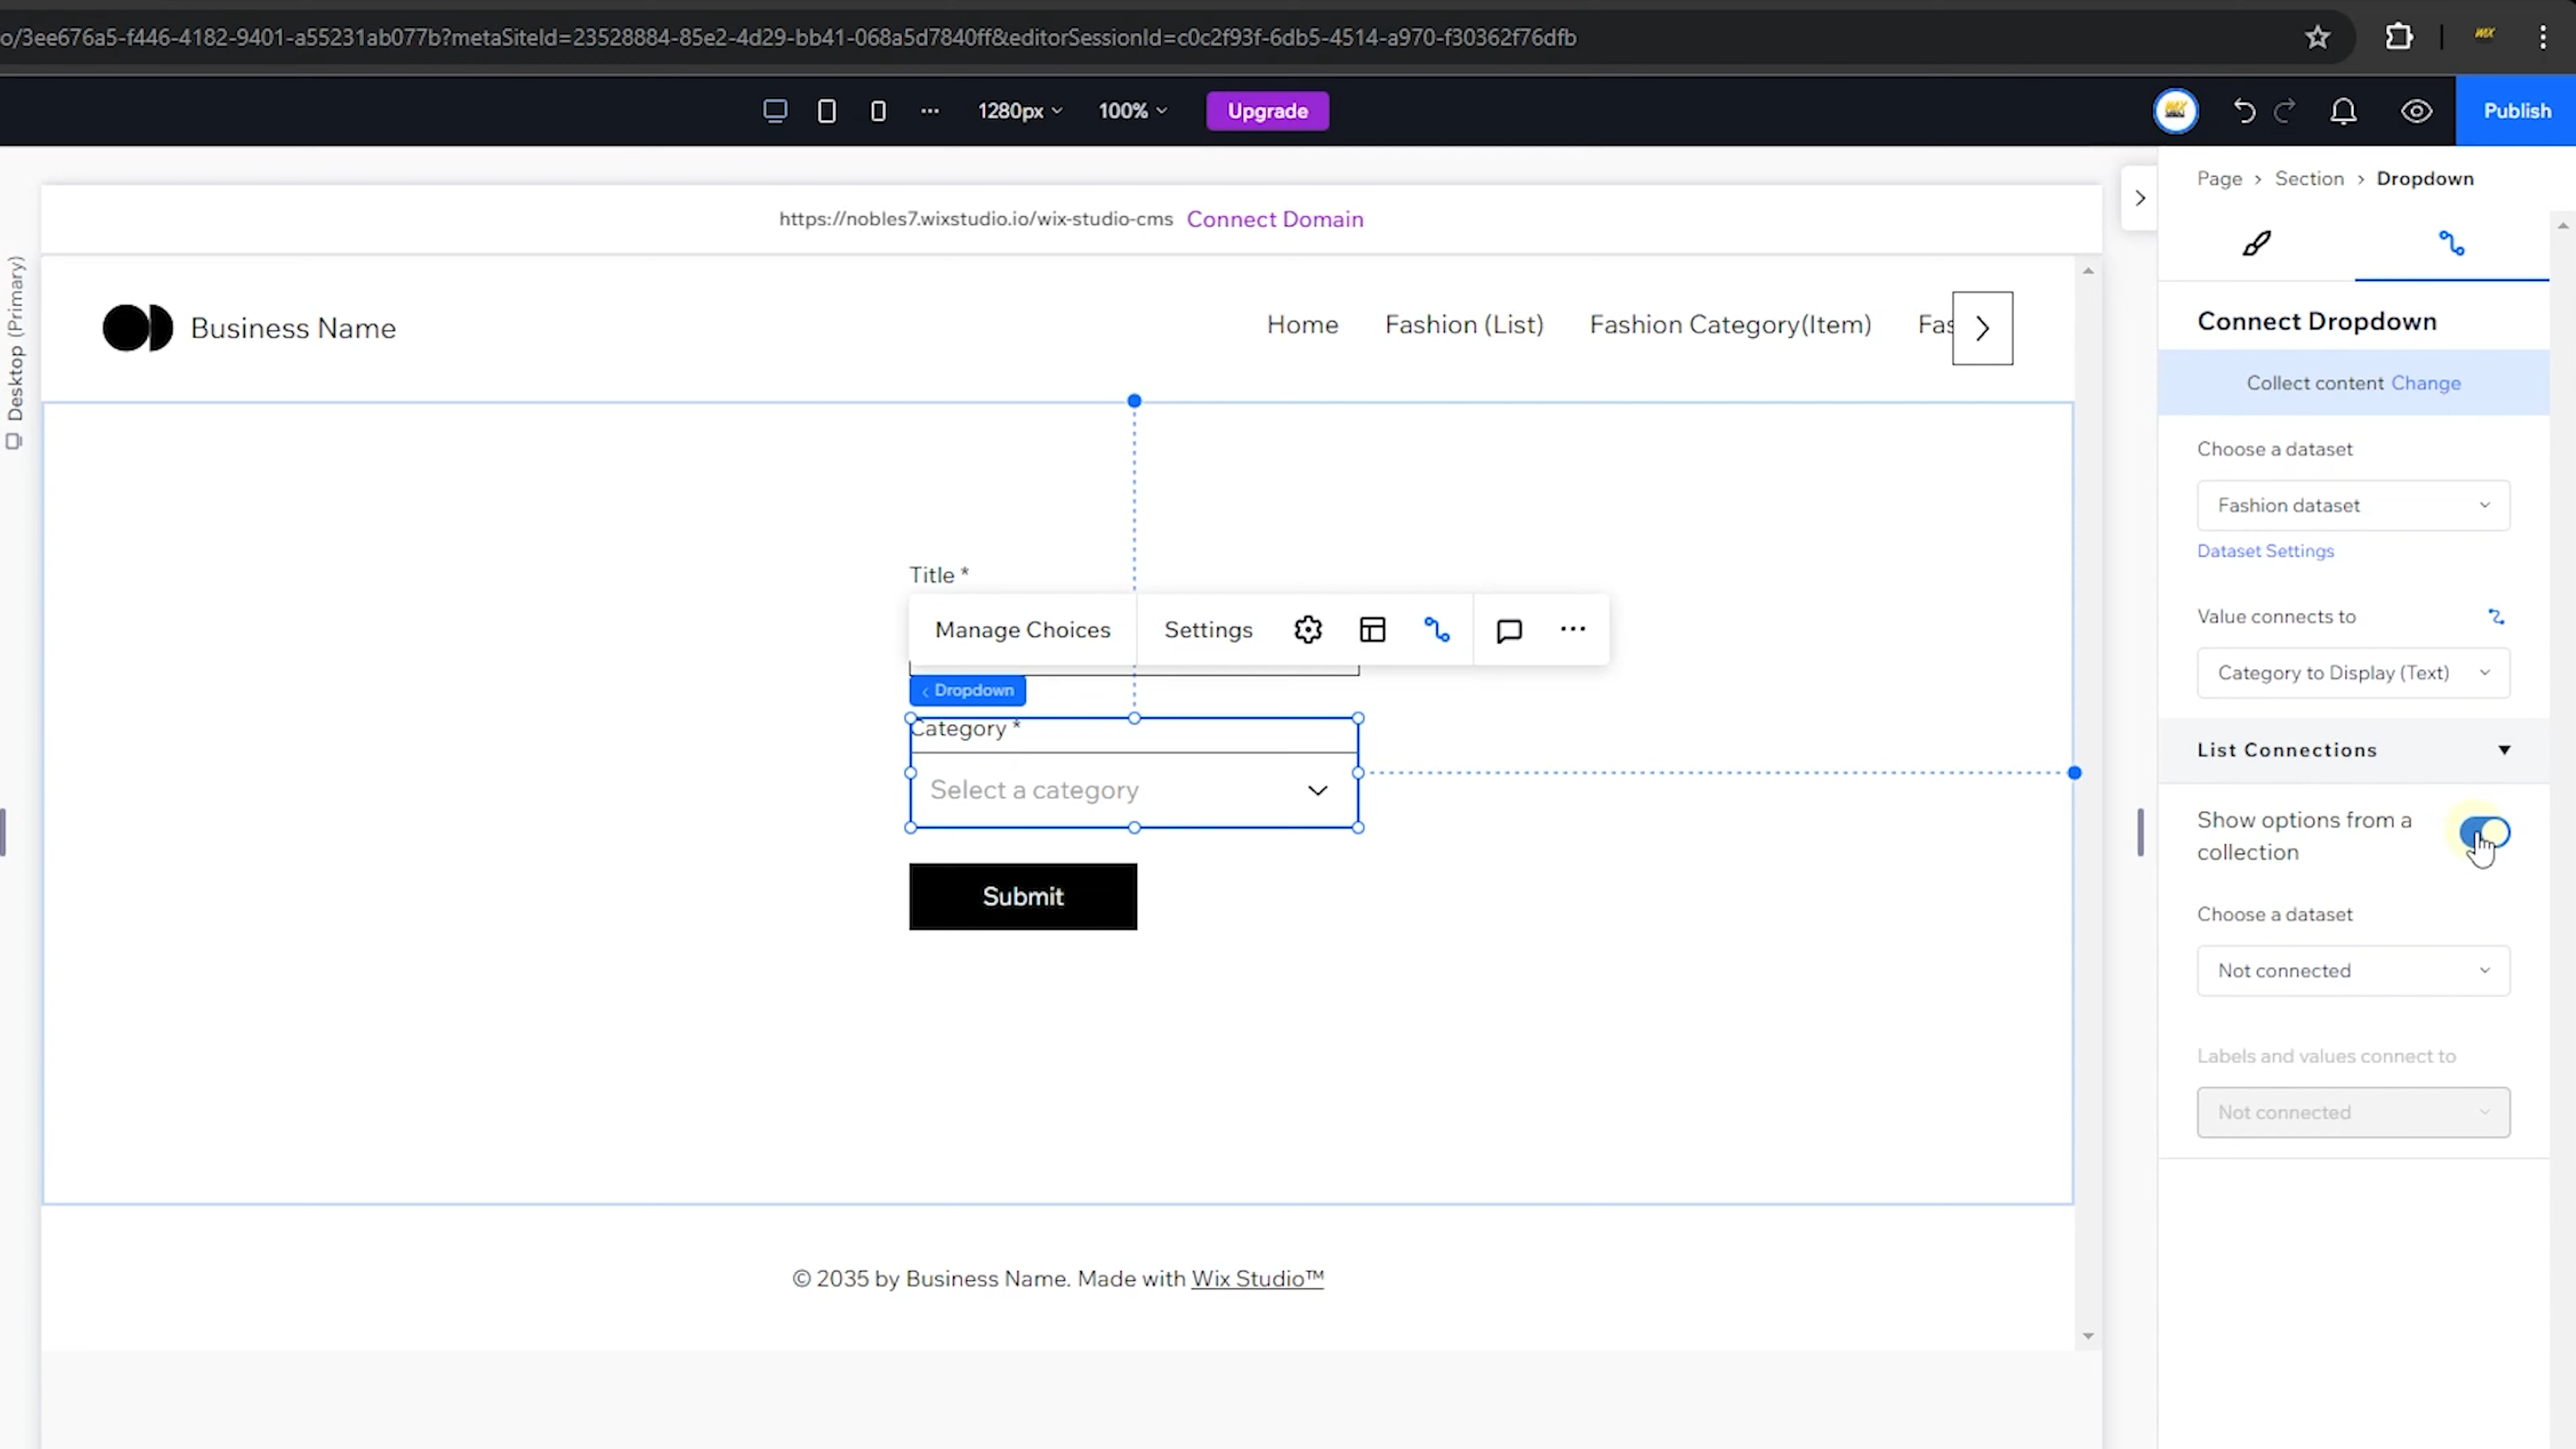 o/3ee676a5-f446-4182-9401-a55231ab077b?metaSiteId=23528884-85e2-4d29-bb41-068a5d7840ff&editorSessionId=c0c2f93f-6db5-4514-a970-f30362f76dfb
1280px
100%
Upgrade
Publish
Page > Section > Dropdown
https://nobles7.wixstudio.io/wix-studio-cms Connect Domain
Desktop (Primary)
Business Name
Home
Fashion (List)
Fashion Category(Item)
Fas
Title *
Manage Choices
Settings
Dropdown
Category *
Select a category
Submit
© 2035 by Business Name. Made with Wix Studio™
Connect Dropdown
Collect content Change
Choose a dataset
Fashion dataset
Dataset Settings
Value connects to
Category to Display (Text)
List Connections
Show options from a
collection
Choose a dataset
Not connected
Labels and values connect to
Not connected